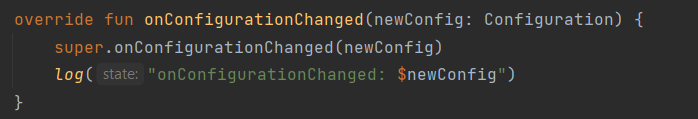 override fun onConfigurationChanged(newConfig: Configuration) {
    super.onConfigurationChanged(newConfig)
    log( state: "onConfigurationChanged: $newConfig")
}